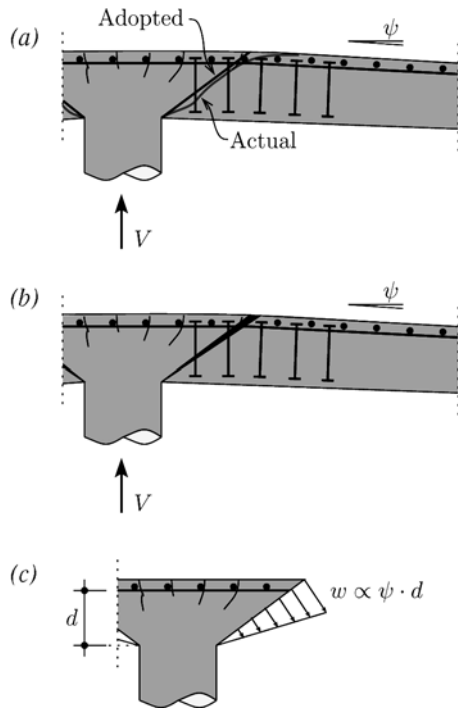 (a)
Adopted
ψ
Actual
V
(b)
ψ
V
(c)
w ∝ ψ · d
d